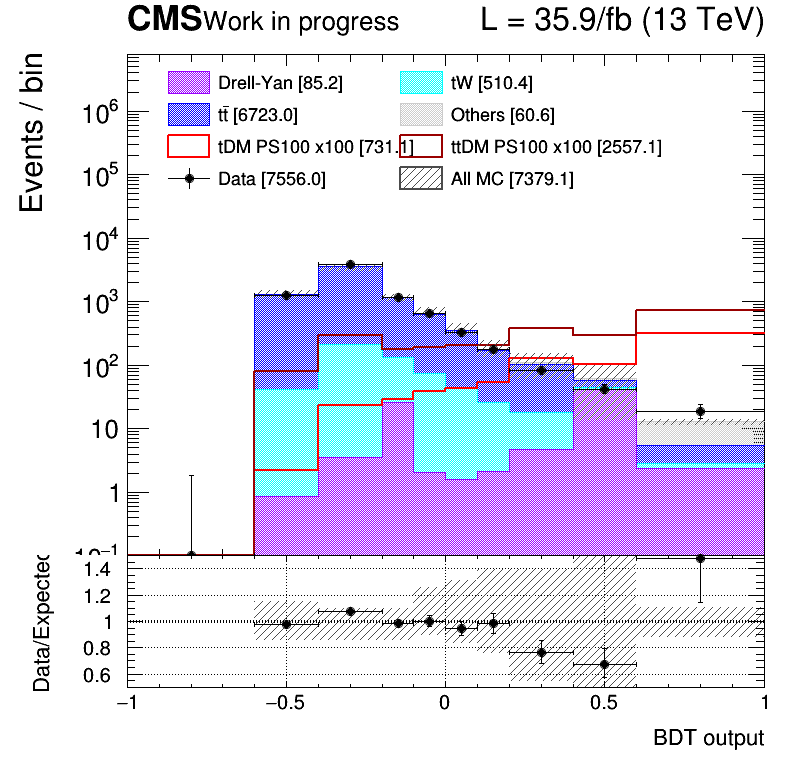 CMS Work in progress L = 35.9/fb (13 TeV)
Events / bin
Drell-Yan [85.2] tW [510.4]
tt̄ [6723.0] Others [60.6]
tDM PS100 x100 [731.1] ttDM PS100 x100 [2557.1]
Data [7556.0] All MC [7379.1]
10⁶
10⁵
10⁴
10³
10²
10
1
10⁻¹
Data/Expected
1.4
1.2
1
0.8
0.6
−1 −0.5 0 0.5 1
BDT output